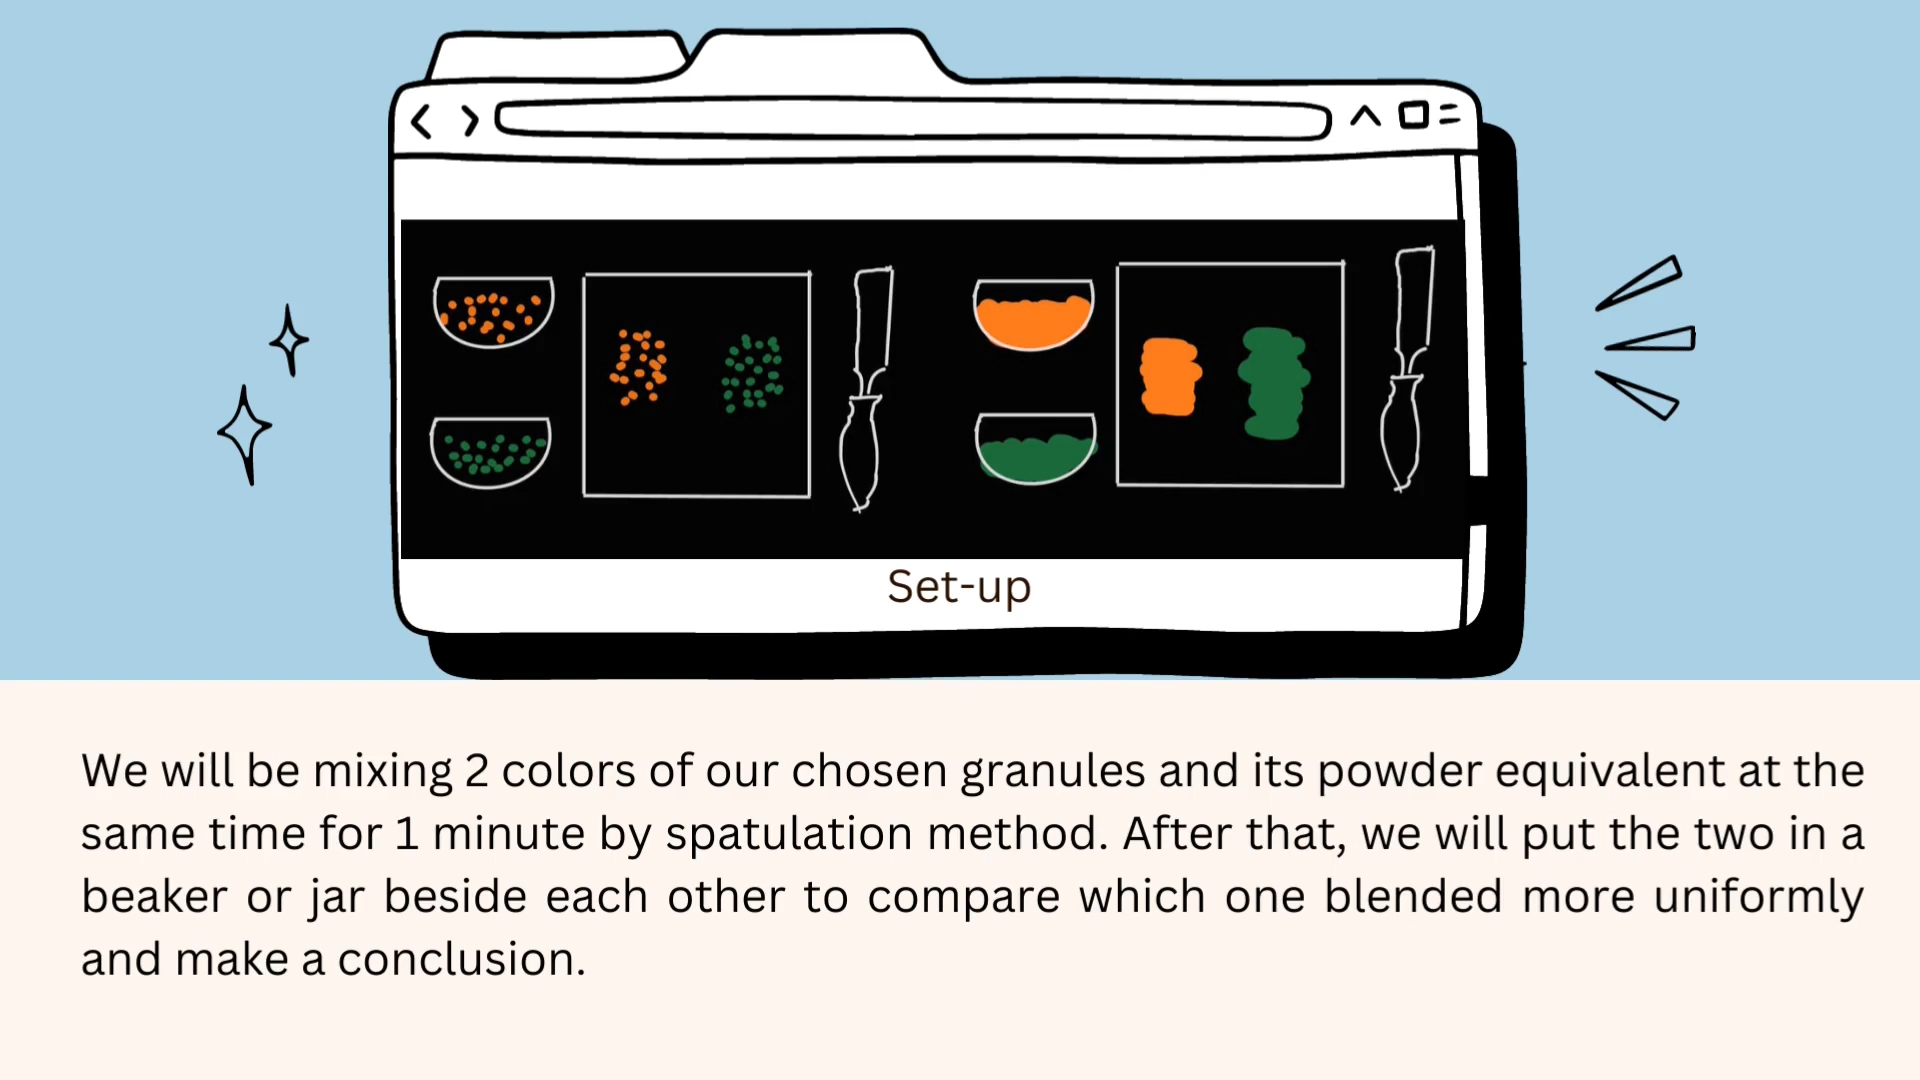 Set-up
We will be mixing 2 colors of our chosen granules and its powder equivalent at the
same time for 1 minute by spatulation method. After that, we will put the two in a
beaker or jar beside each other to compare which one blended more uniformly
and make a conclusion.